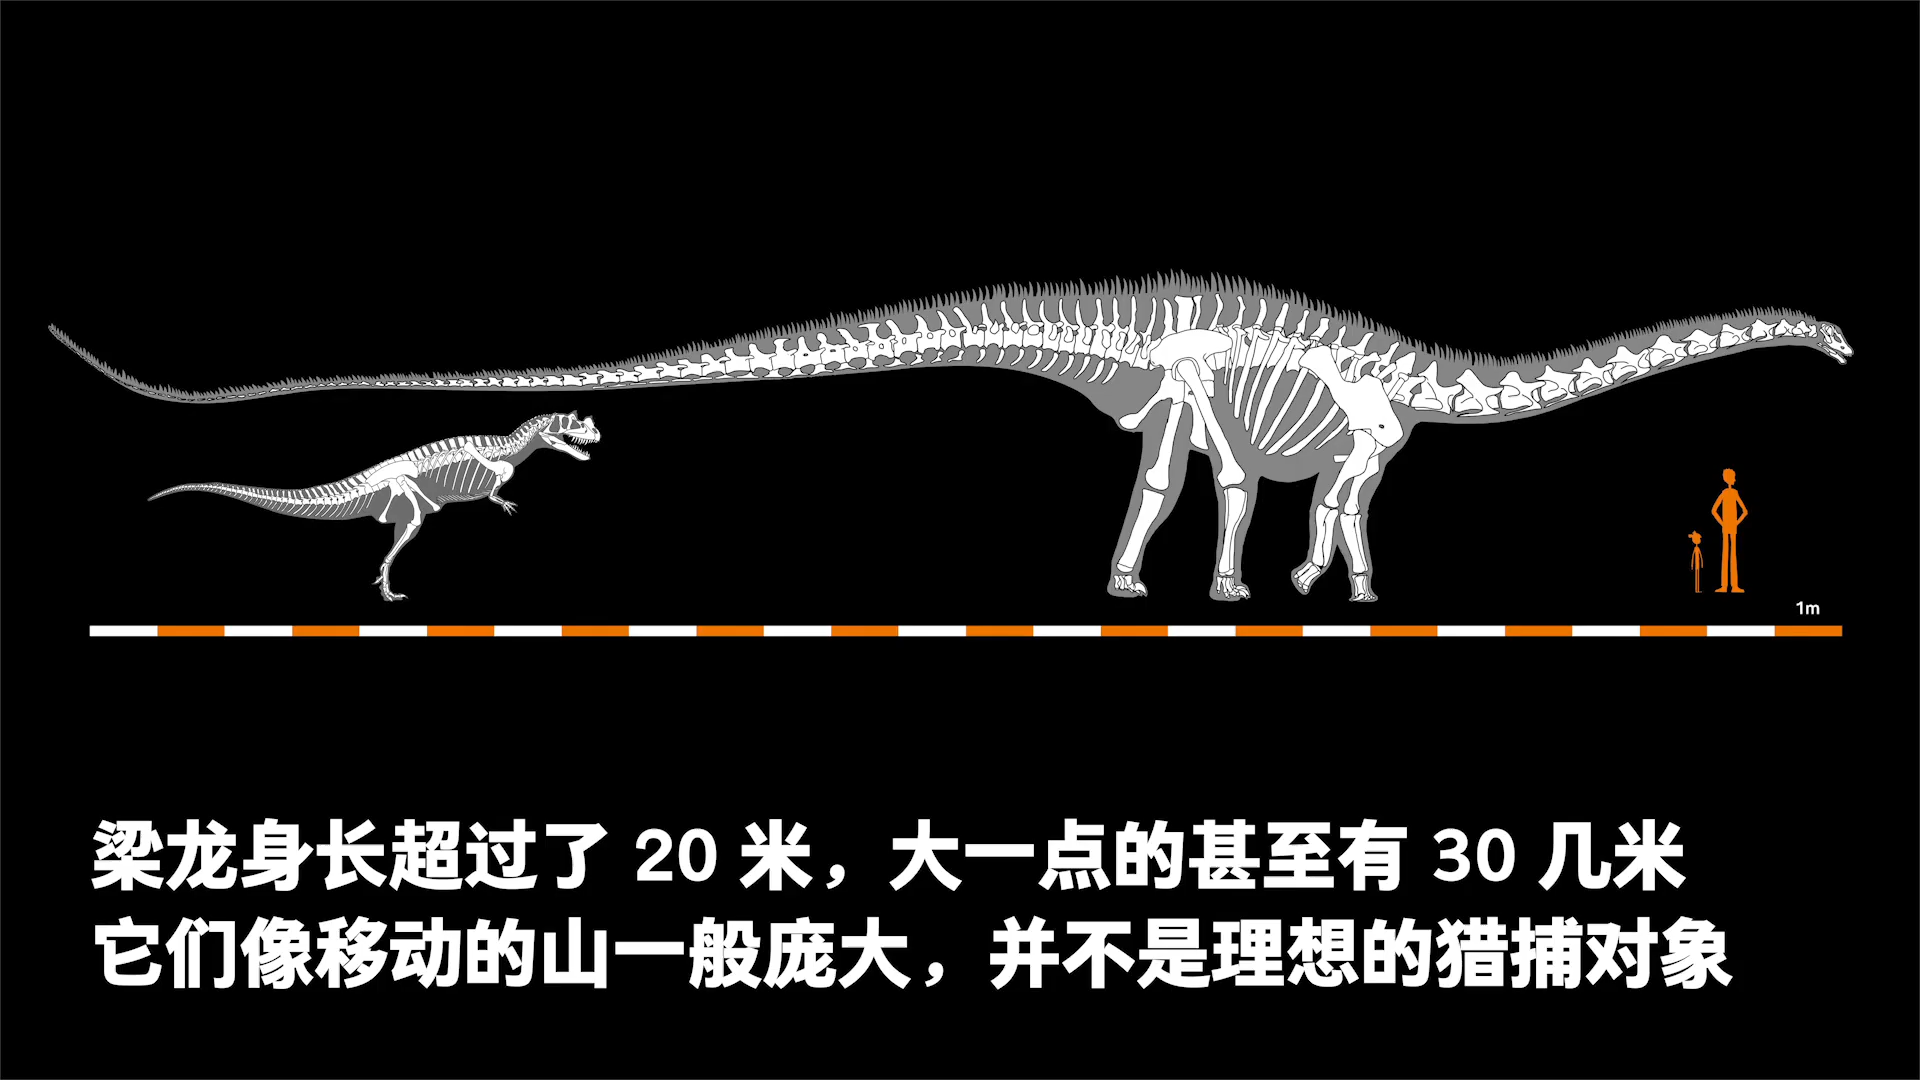 1m
梁龙身长超过了 20 米，大一点的甚至有 30 几米
它们像移动的山一般庞大，并不是理想的猎捕对象